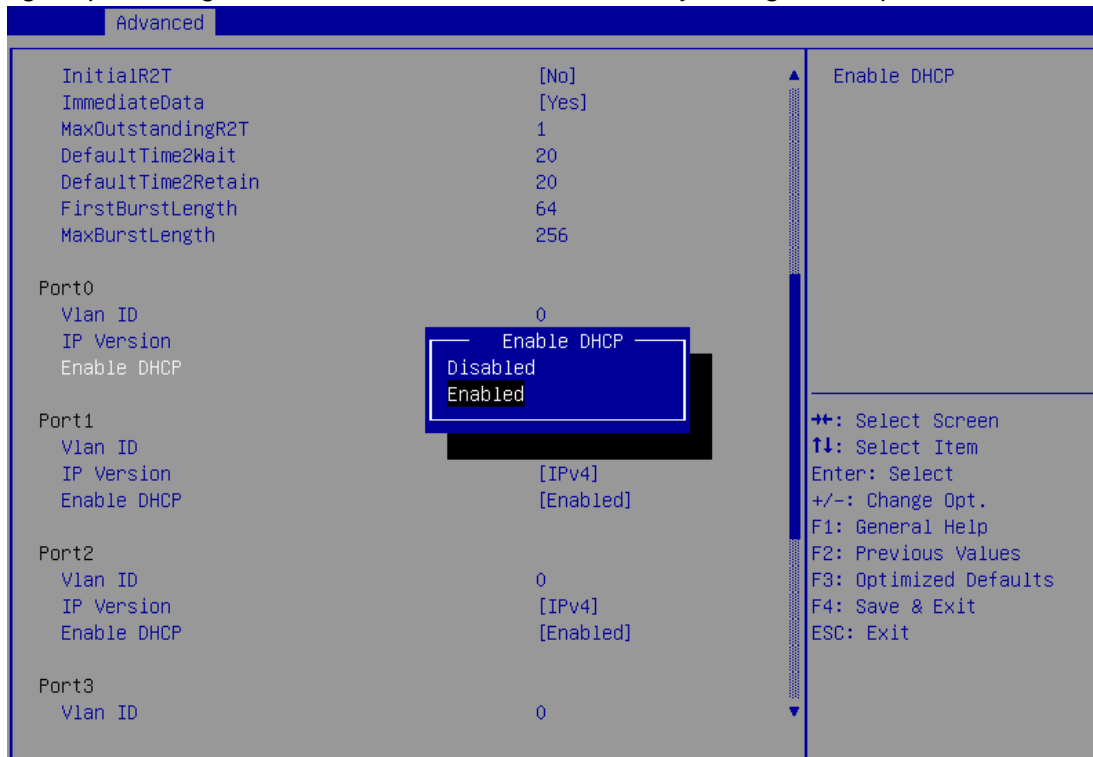 Advanced
InitialR2T [No]
ImmediateData [Yes]
MaxOutstandingR2T 1
DefaultTime2Wait 20
DefaultTime2Retain 20
FirstBurstLength 64
MaxBurstLength 256
Port0
Vlan ID 0
IP Version
Enable DHCP
Enable DHCP
Disabled
Enabled
Port1
Vlan ID
IP Version [IPv4]
Enable DHCP [Enabled]
Port2
Vlan ID 0
IP Version [IPv4]
Enable DHCP [Enabled]
Port3
Vlan ID 0
Enable DHCP
→←: Select Screen
↑↓: Select Item
Enter: Select
+/-: Change Opt.
F1: General Help
F2: Previous Values
F3: Optimized Defaults
F4: Save & Exit
ESC: Exit